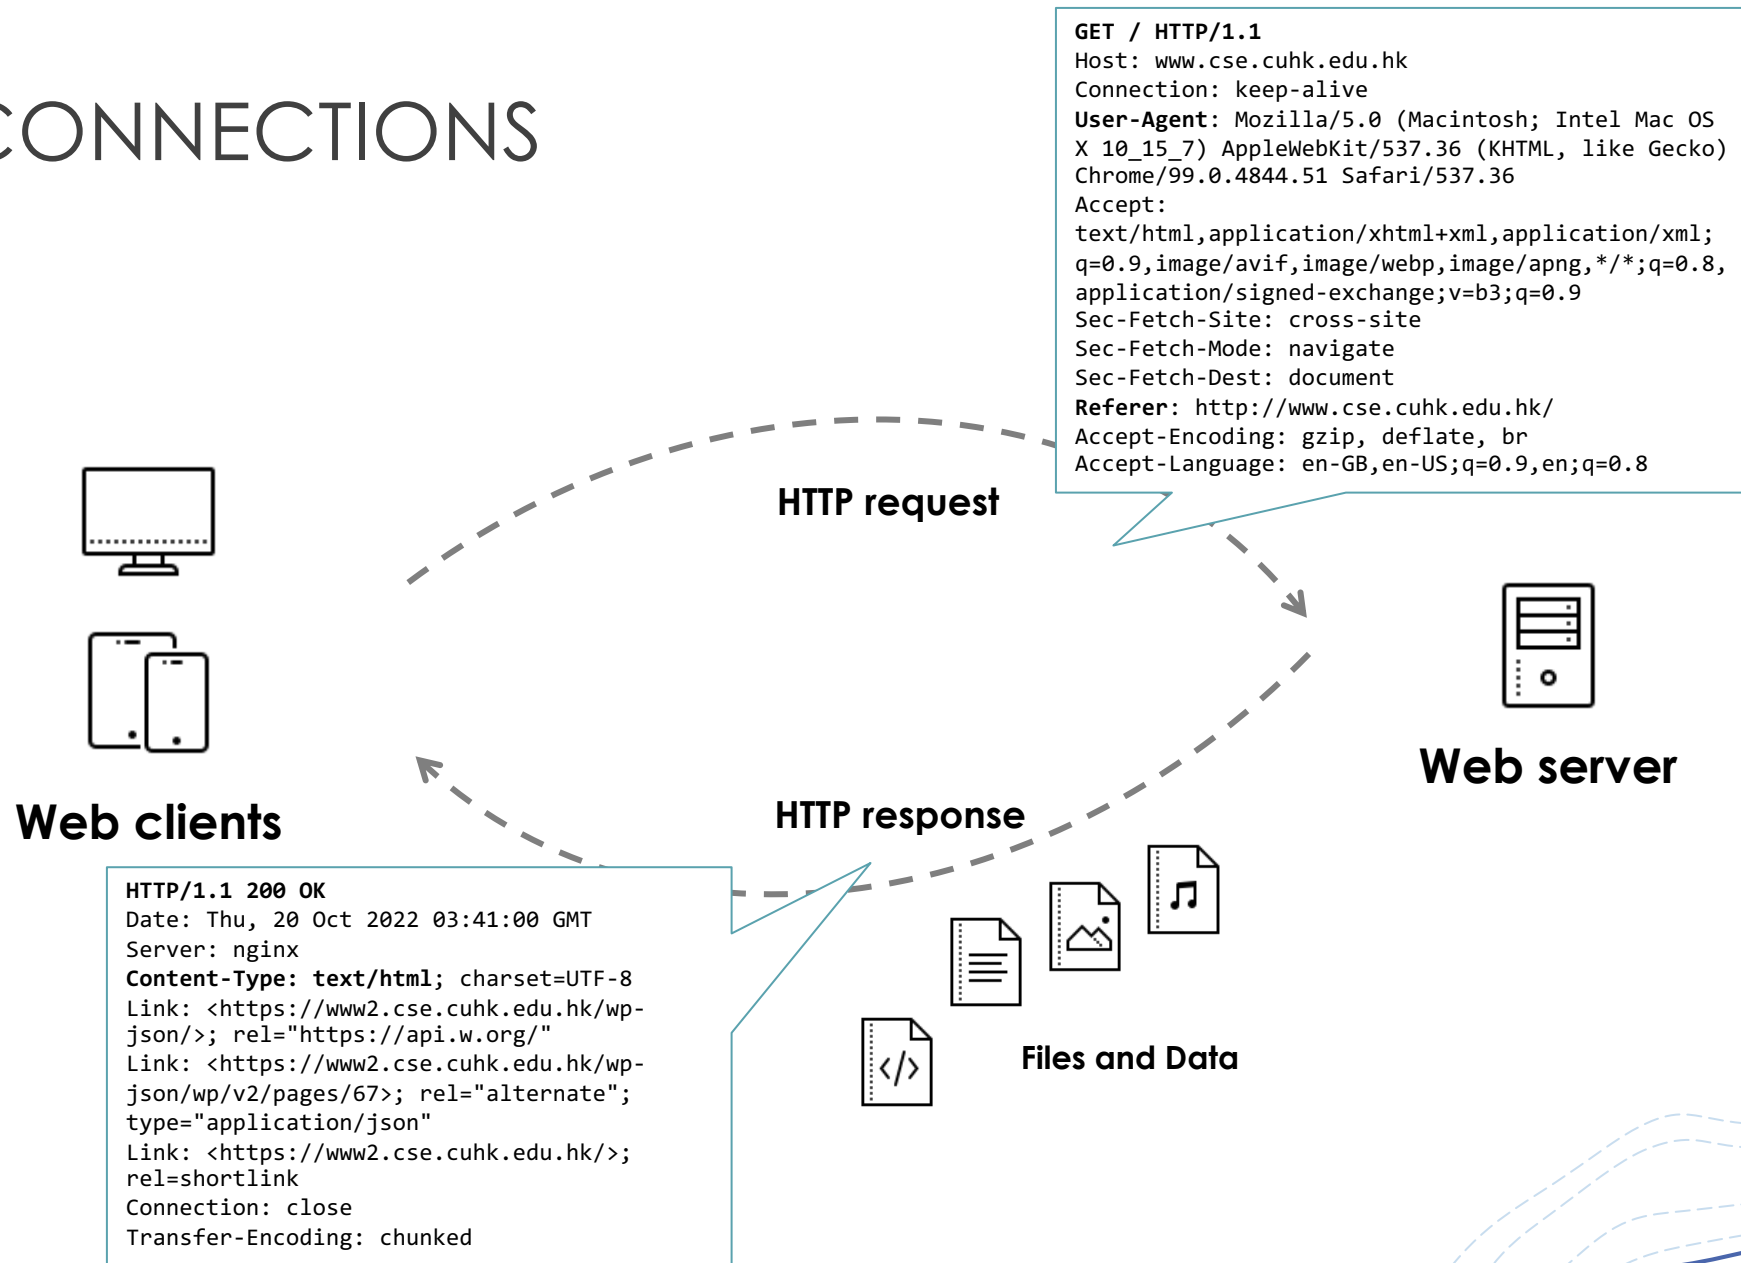 CONNECTIONS
GET / HTTP/1.1
Host: www.cse.cuhk.edu.hk
Connection: keep-alive
User-Agent: Mozilla/5.0 (Macintosh; Intel Mac OS
X 10_15_7) AppleWebKit/537.36 (KHTML, like Gecko)
Chrome/99.0.4844.51 Safari/537.36
Accept:
text/html,application/xhtml+xml,application/xml;
q=0.9,image/avif,image/webp,image/apng,*/*;q=0.8,
application/signed-exchange;v=b3;q=0.9
Sec-Fetch-Site: cross-site
Sec-Fetch-Mode: navigate
Sec-Fetch-Dest: document
Referer: http://www.cse.cuhk.edu.hk/
Accept-Encoding: gzip, deflate, br
Accept-Language: en-GB,en-US;q=0.9,en;q=0.8
HTTP request
Web server
Web clients
HTTP response
HTTP/1.1 200 OK
Date: Thu, 20 Oct 2022 03:41:00 GMT
Server: nginx
Content-Type: text/html; charset=UTF-8
Link: <https://www2.cse.cuhk.edu.hk/wp-
json/>; rel="https://api.w.org/"
Link: <https://www2.cse.cuhk.edu.hk/wp-
json/wp/v2/pages/67>; rel="alternate";
type="application/json"
Link: <https://www2.cse.cuhk.edu.hk/>;
rel=shortlink
Connection: close
Transfer-Encoding: chunked
</>
Files and Data